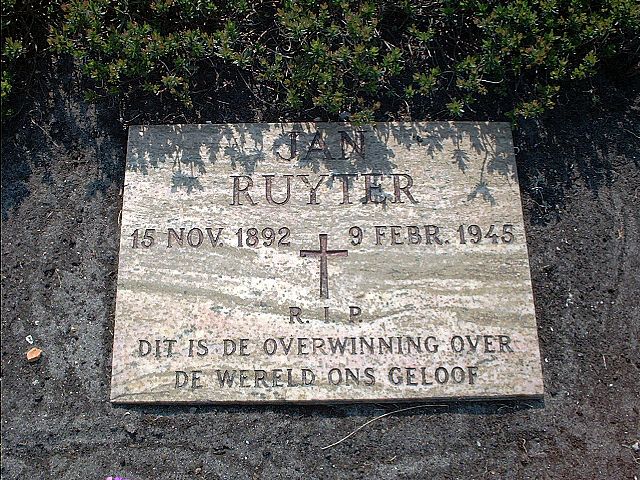 JAN
RUYTER
15 NOV. 1892 9 FEBR. 1945
R.I.P.
DIT IS DE OVERWINNING OVER
DE WERELD ONS GELOOF